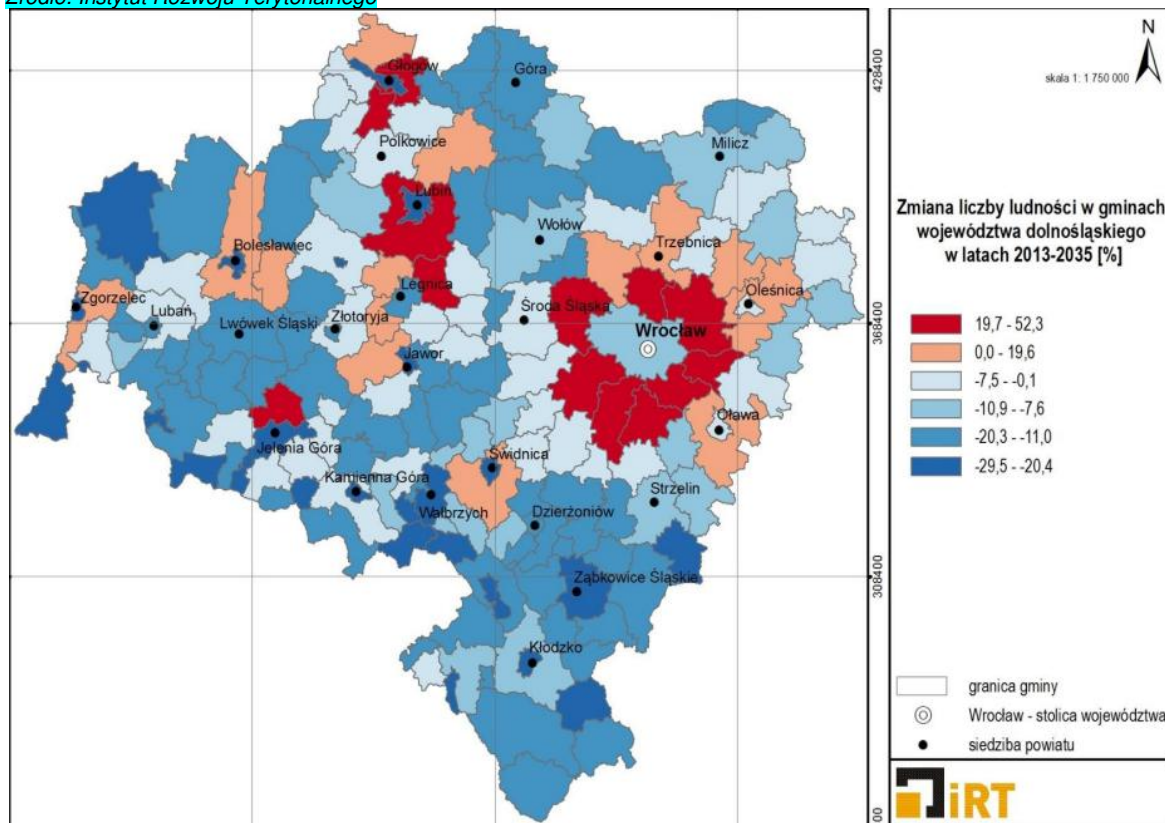 Źródło: Instytut Rozwoju Terytorialnego
N
skala 1: 1 750 000
428400
Głogów
Góra
Polkowice
Milicz
Lubin
Wołów
Trzebnica
Bolesławiec
Legnica
Oleśnica
Zgorzelec
Lubań
Lwówek Śląski
Złotoryja
Środa Śląska
Wrocław
368400
Jawor
Jelenia Góra
Oława
Świdnica
Kamienna Góra
Wałbrzych
Strzelin
Dzierżoniów
308400
Ząbkowice Śląskie
Kłodzko
00
Zmiana liczby ludności w gminach
województwa dolnośląskiego
w latach 2013-2035 [%]
19,7 - 52,3
0,0 - 19,6
-7,5 - -0,1
-10,9 - -7,6
-20,3 - -11,0
-29,5 - -20,4
granica gminy
Wrocław - stolica województwa
siedziba powiatu
iRT